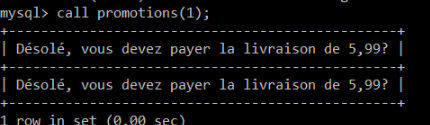 mysql> call promotions(1);
+-----------------------------------------------+
| Désolé, vous devez payer la livraison de 5,99? |
+-----------------------------------------------+
| Désolé, vous devez payer la livraison de 5,99? |
+-----------------------------------------------+
1 row in set (0.00 sec)